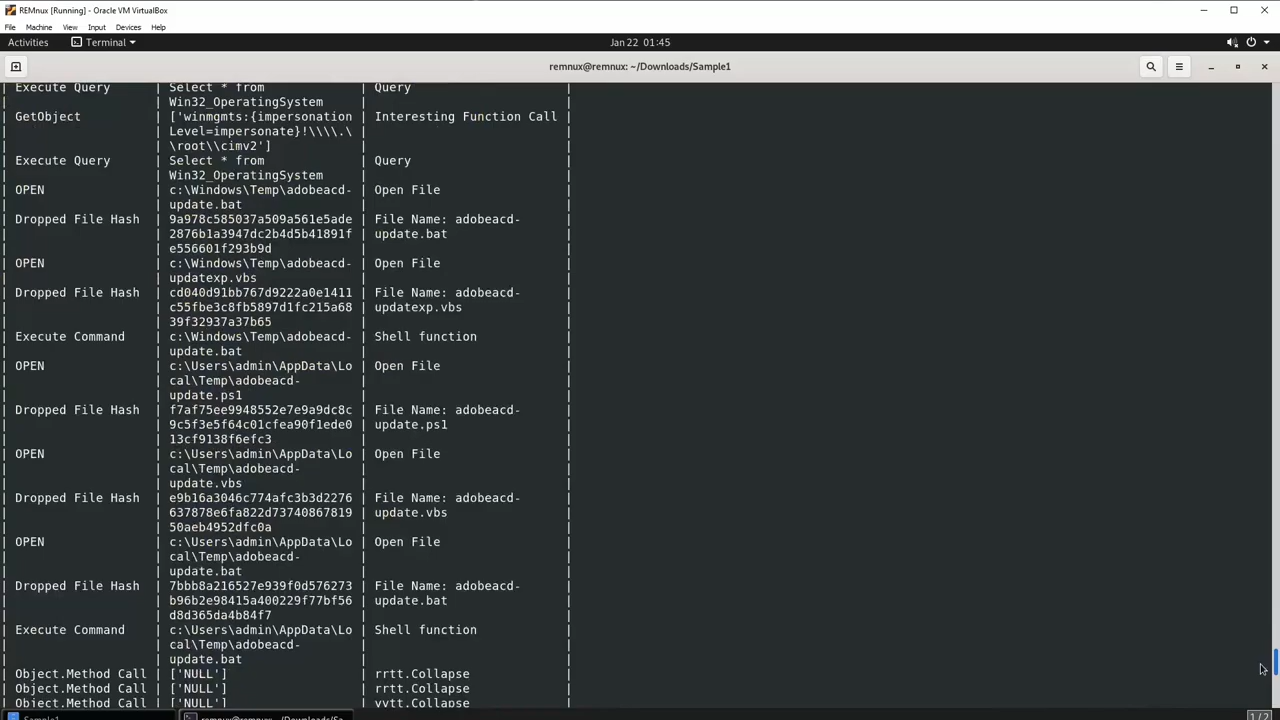 REMnux [Running] - Oracle VM VirtualBox
File Machine View Input Devices Help
Activities Terminal Jan 22 01:45
remnux@remnux: ~/Downloads/Sample1
| Execute Query | Select * from | Query |
| | Win32_OperatingSystem | |
| GetObject | ['winmgmts:{impersonation | Interesting Function Call |
| | Level=impersonate}!\\\\.\ | |
| | \root\\cimv2'] | |
| Execute Query | Select * from | Query |
| | Win32_OperatingSystem | |
| OPEN | c:\Windows\Temp\adobeacd- | Open File |
| | update.bat | |
| Dropped File Hash | 9a978c585037a509a561e5ade | File Name: adobeacd- |
| | 2876b1a3947dc2b4d5b41891f | update.bat |
| | e556601f293b9d | |
| OPEN | c:\Windows\Temp\adobeacd- | Open File |
| | updatexp.vbs | |
| Dropped File Hash | cd040d91bb767d9222a0e1411 | File Name: adobeacd- |
| | c55fbe3c8fb5897d1fc215a68 | updatexp.vbs |
| | 39f32937a37b65 | |
| Execute Command | c:\Windows\Temp\adobeacd- | Shell function |
| | update.bat | |
| OPEN | c:\Users\admin\AppData\Lo | Open File |
| | cal\Temp\adobeacd- | |
| | update.ps1 | |
| Dropped File Hash | f7af75ee9948552e7e9a9dc8c | File Name: adobeacd- |
| | 9c5f3e5f64c01cfea90f1ede0 | update.ps1 |
| | 13cf9138f6efc3 | |
| OPEN | c:\Users\admin\AppData\Lo | Open File |
| | cal\Temp\adobeacd- | |
| | update.vbs | |
| Dropped File Hash | e9b16a3046c774afc3b3d2276 | File Name: adobeacd- |
| | 637878e6fa822d73740867819 | update.vbs |
| | 50aeb4952dfc0a | |
| OPEN | c:\Users\admin\AppData\Lo | Open File |
| | cal\Temp\adobeacd- | |
| | update.bat | |
| Dropped File Hash | 7bbb8a216527e939f0d576273 | File Name: adobeacd- |
| | b96b2e98415a400229f77bf56 | update.bat |
| | d8d365da4b84f7 | |
| Execute Command | c:\Users\admin\AppData\Lo | Shell function |
| | cal\Temp\adobeacd- | |
| | update.bat | |
| Object.Method Call | ['NULL'] | rrtt.Collapse |
| Object.Method Call | ['NULL'] | rrtt.Collapse |
| Object.Method Call | ['NULL'] | vvtt.Collapse |
Sample1 remnux@remnux: ~/Downloads/Sa... 1/2